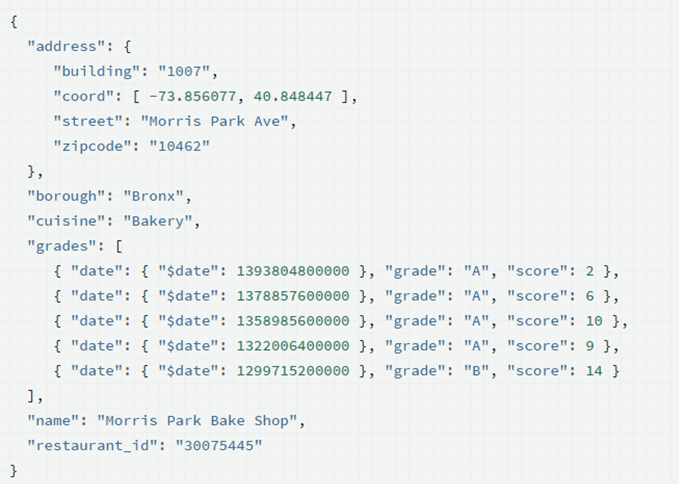 {
  "address": {
     "building": "1007",
     "coord": [ -73.856077, 40.848447 ],
     "street": "Morris Park Ave",
     "zipcode": "10462"
  },
  "borough": "Bronx",
  "cuisine": "Bakery",
  "grades": [
     { "date": { "$date": 1393804800000 }, "grade": "A", "score": 2 },
     { "date": { "$date": 1378857600000 }, "grade": "A", "score": 6 },
     { "date": { "$date": 1358985600000 }, "grade": "A", "score": 10 },
     { "date": { "$date": 1322006400000 }, "grade": "A", "score": 9 },
     { "date": { "$date": 1299715200000 }, "grade": "B", "score": 14 }
  ],
  "name": "Morris Park Bake Shop",
  "restaurant_id": "30075445"
}